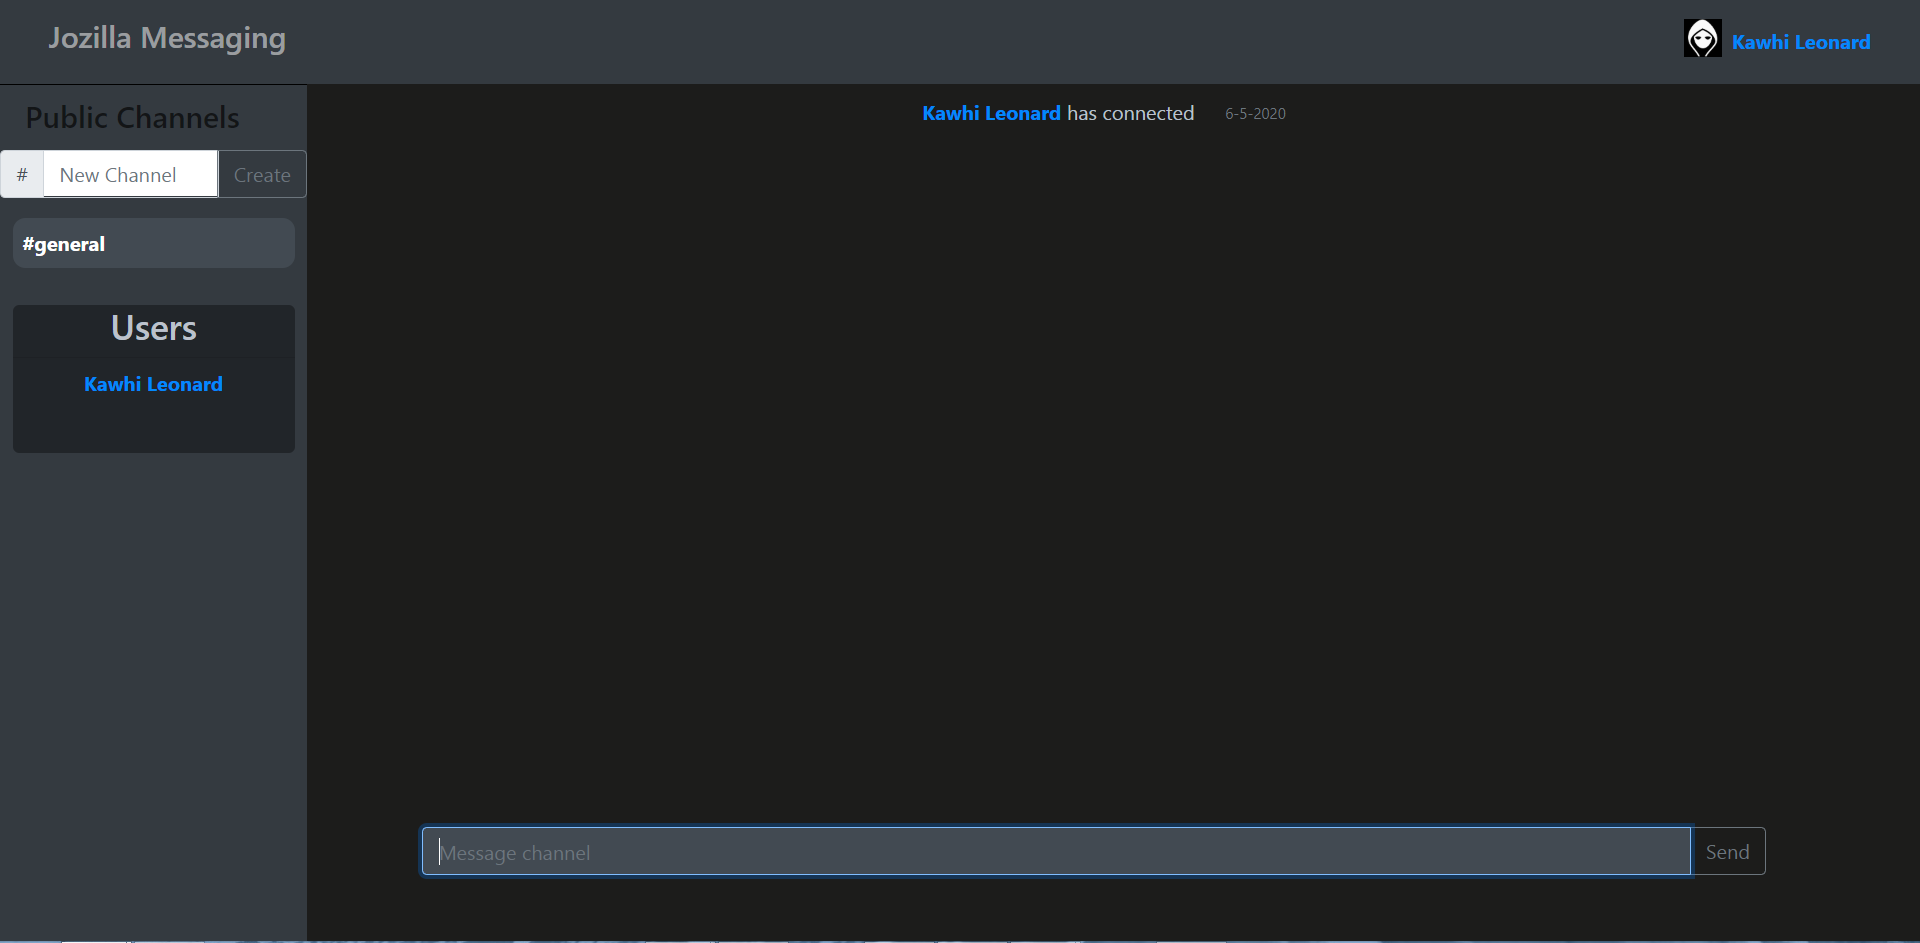 Jozilla Messaging
Kawhi Leonard
Public Channels
# New Channel Create
#general
Users
Kawhi Leonard
Kawhi Leonard has connected 6-5-2020
Message channel Send